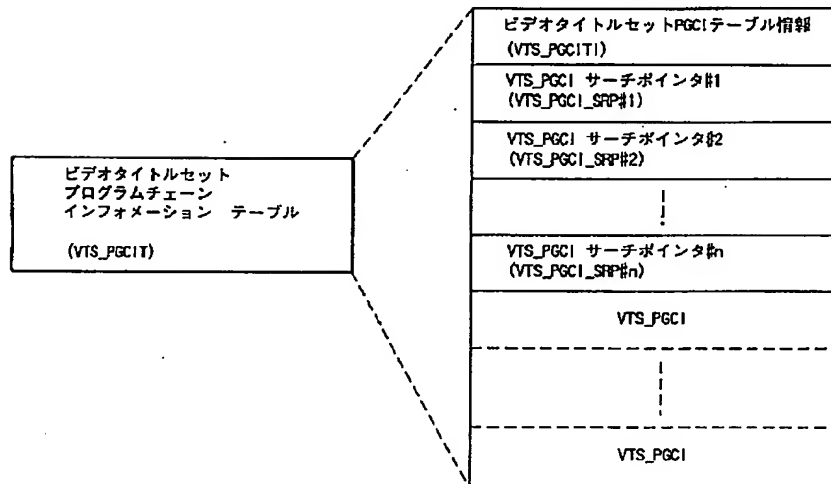 ビデオタイトルセット
プログラムチェーン
インフォメーション テーブル
(VTS_PGCIT)
ビデオタイトルセットPGCIテーブル情報
(VTS_PGCITI)
VTS_PGCI サーチポインタ#1
(VTS_PGCI_SRP#1)
VTS_PGCI サーチポインタ#2
(VTS_PGCI_SRP#2)
VTS_PGCI サーチポインタ#n
(VTS_PGCI_SRP#n)
VTS_PGCI
VTS_PGCI